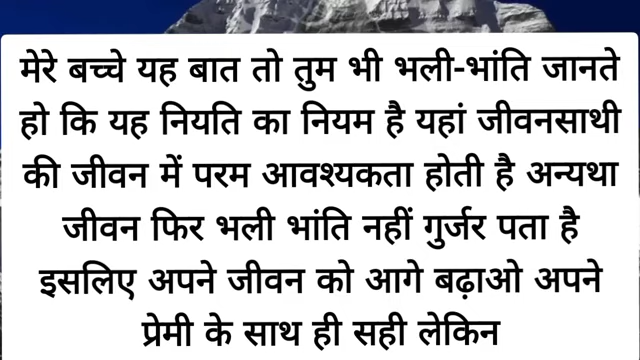 मेरे बच्चे यह बात तो तुम भी भली-भांति जानते
हो कि यह नियति का नियम है यहां जीवनसाथी
की जीवन में परम आवश्यकता होती है अन्यथा
जीवन फिर भली भांति नहीं गुर्जर पता है
इसलिए अपने जीवन को आगे बढ़ाओ अपने
प्रेमी के साथ ही सही लेकिन